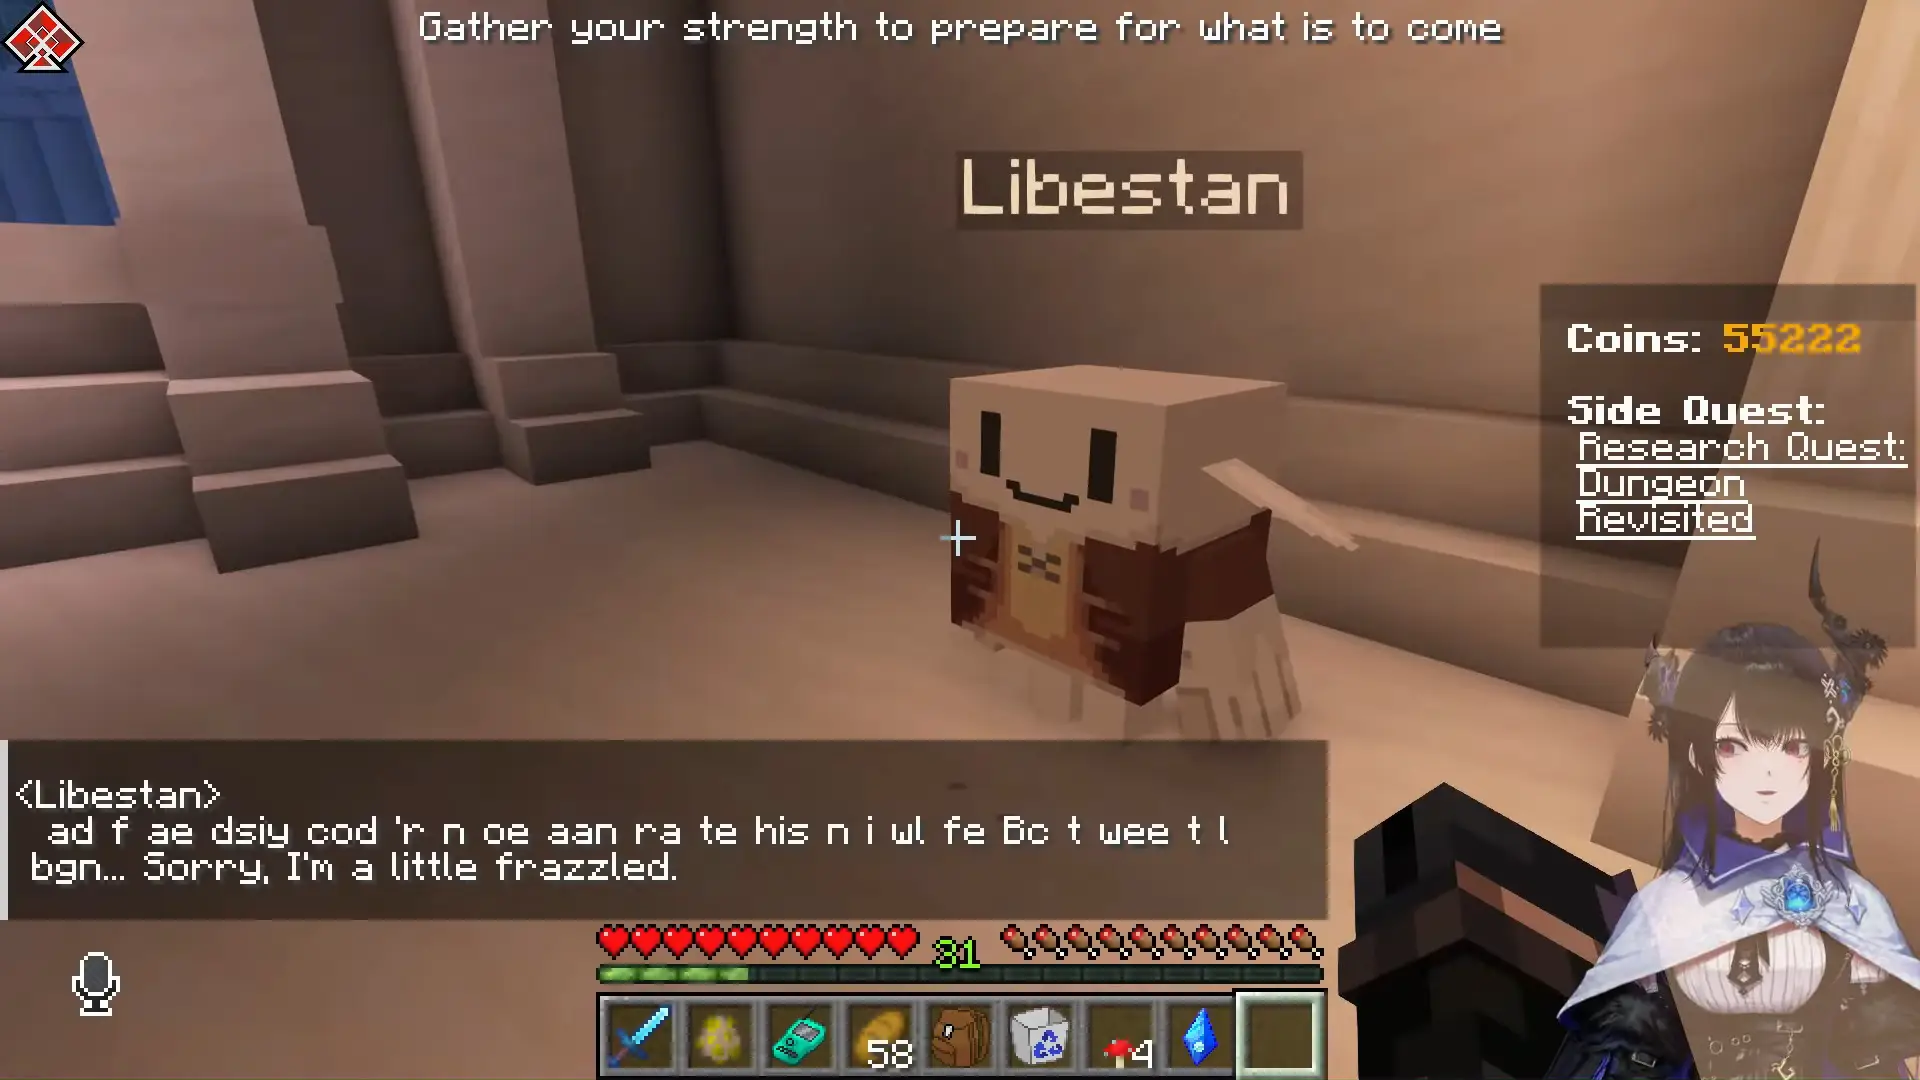 Gather your strength to prepare for what is to come
Libestan
Coins: 55222
Side Quest:
Research Quest:
Dungeon
Revisited
<Libestan>
ad f ae dsiy cod 'r n oe aan ra te his n i wl fe Bc t wee t l
bgn... Sorry, I'm a little frazzled.
31
58
4